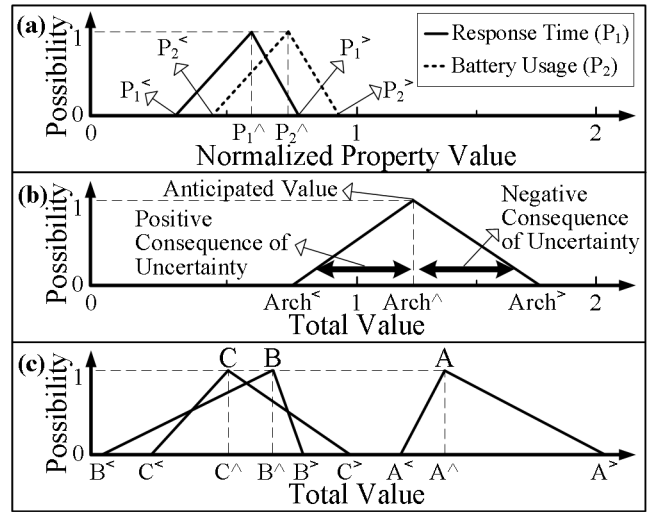 (a)
Possibility
1
0
P₁^<
P₂^<
P₁^>
P₂^>
Response Time (P₁)
Battery Usage (P₂)
0
P₁^
P₂^
1
2
Normalized Property Value
(b)
Possibility
1
0
Anticipated Value
Positive
Consequence of
Uncertainty
Negative
Consequence
of Uncertainty
0
Arch^<
1
Arch^
Arch^>
2
Total Value
(c)
Possibility
1
0
C
B
A
B^<
C^<
C^
B^
B^>
C^>
A^<
A^
A^>
Total Value